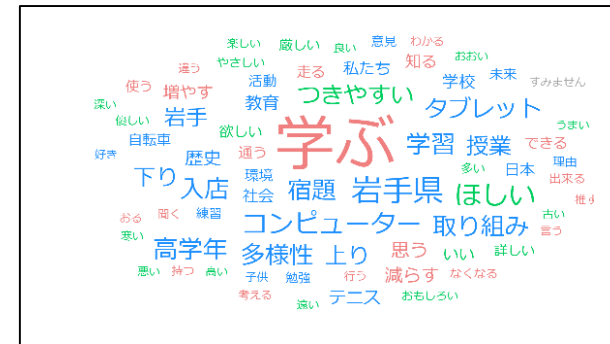 楽しい 厳しい 良い 意見 わかる
違う やさしい 走る 私たち 知る おおい
使う 増やす 活動 つきやすい 学校 未来 すみません
深い 岩手 教育 タブレット
優しい 自転車 欲しい 学ぶ 学習 授業 できる うまい
好き 歴史 通う 多い 日本 理由
下り 入店 環境 社会 宿題 岩手県 ほしい 出来る 推す
おる 聞く 練習 コンピューター 取り組み 古い 言う
寒い 高学年 多様性 上り 思う いい 詳しい
悪い 持つ 高い 子供 勉強 行う 減らす なくなる
考える 遠い テニス おもしろい